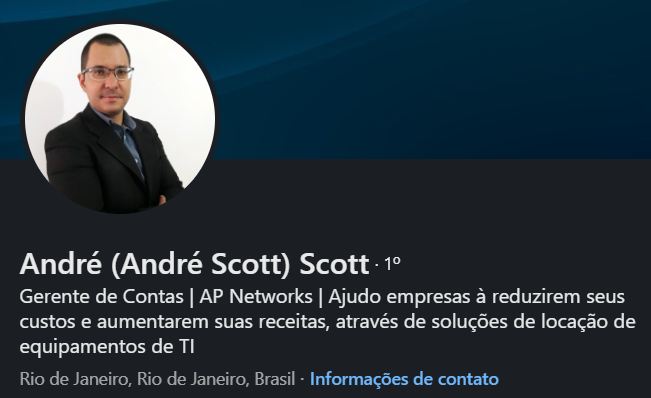 André (André Scott) Scott · 1º
Gerente de Contas | AP Networks | Ajudo empresas à reduzirem seus
custos e aumentarem suas receitas, através de soluções de locação de
equipamentos de TI
Rio de Janeiro, Rio de Janeiro, Brasil · Informações de contato